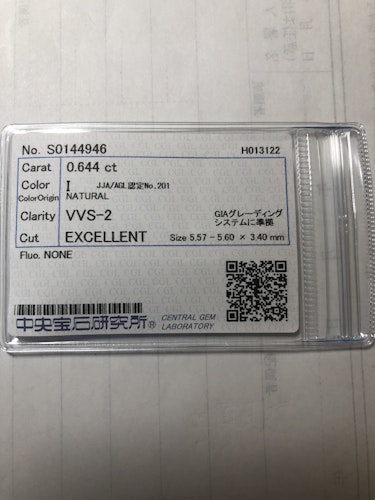 No. S0144946 H013122
Carat 0.644 ct
Color I JJA/AGL認定No.201
ColorOrigin NATURAL
Clarity VVS-2 GIAグレーディング
システムに準拠
Cut EXCELLENT Size 5.57 - 5.60 × 3.40 mm
Fluo. NONE
中央宝石研究所® CENTRAL GEM
LABORATORY